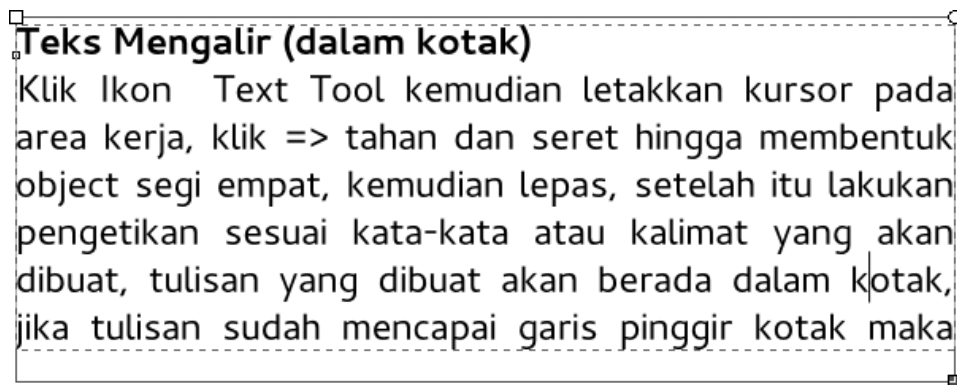 Teks Mengalir (dalam kotak)
Klik Ikon  Text Tool kemudian letakkan kursor pada
area kerja, klik => tahan dan seret hingga membentuk
object segi empat, kemudian lepas, setelah itu lakukan
pengetikan sesuai kata-kata atau kalimat yang akan
dibuat, tulisan yang dibuat akan berada dalam kotak,
jika tulisan sudah mencapai garis pinggir kotak maka